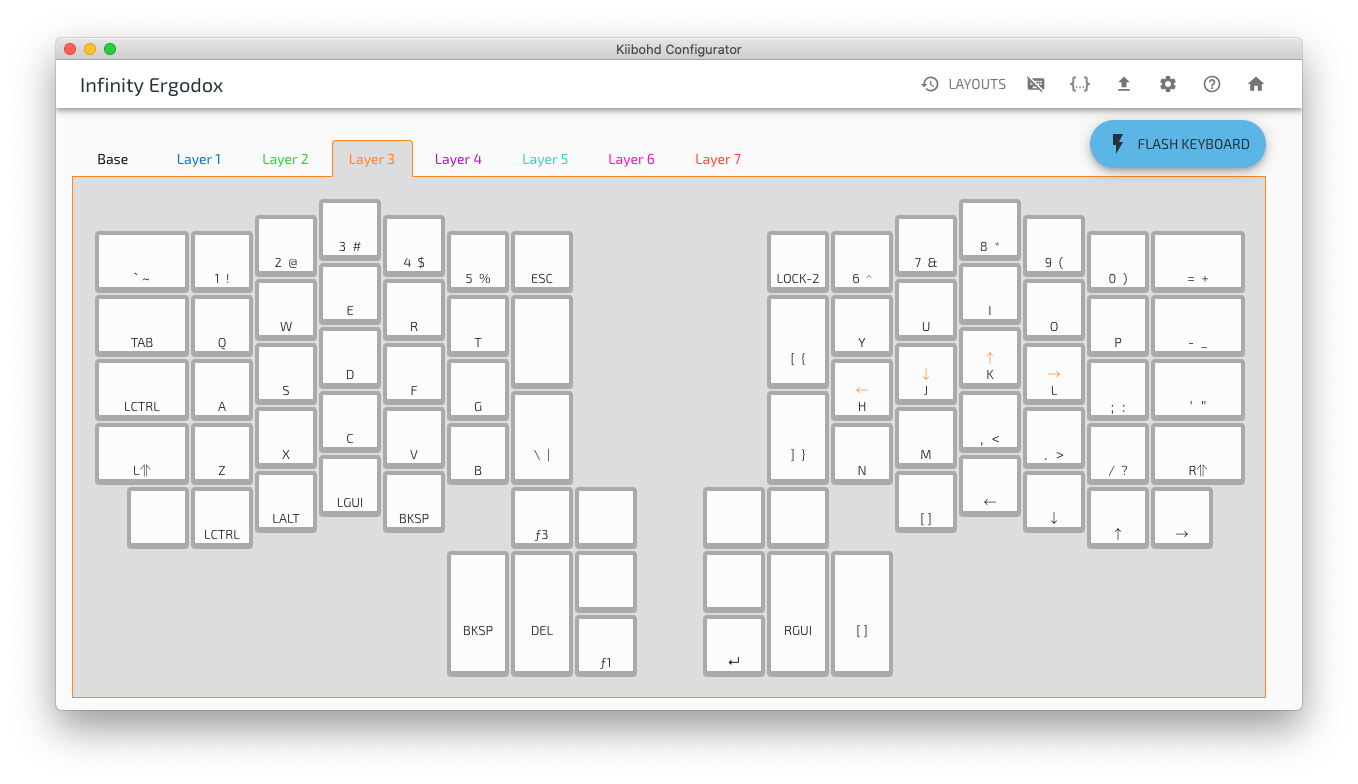 Kiibohd Configurator
Infinity Ergodox
LAYOUTS
{...}
FLASH KEYBOARD
Base Layer 1 Layer 2 Layer 3 Layer 4 Layer 5 Layer 6 Layer 7
` ~ 1 ! 2 @ 3 # 4 $ 5 % ESC LOCK-2 6 ^ 7 & 8 * 9 ( 0 ) = +
TAB Q W E R T [ { Y U I O P - _
LCTRL A S D F G ← H ↓ J ↑ K → L ; : ' "
L⇑ Z X C V B \ | ] } N M , < . > / ? R⇑
LCTRL LALT LGUI BKSP ƒ3 [ ] ← ↓ ↑ →
BKSP DEL RGUI [ ]
ƒ1 ↵